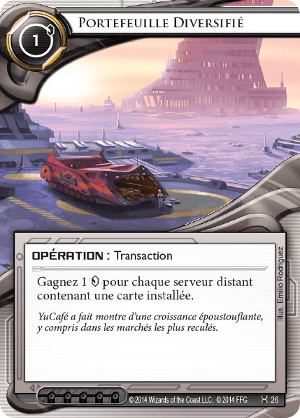 Portefeuille Diversifié
1
OPÉRATION : Transaction
Gagnez 1 pour chaque serveur distant
contenant une carte installée.
YuCafé a fait montre d'une croissance époustouflante,
y compris dans les marchés les plus reculés.
Illus. Emilio Rodriguez
© 2014 Wizards of the Coast LLC. © 2014 FFG
26